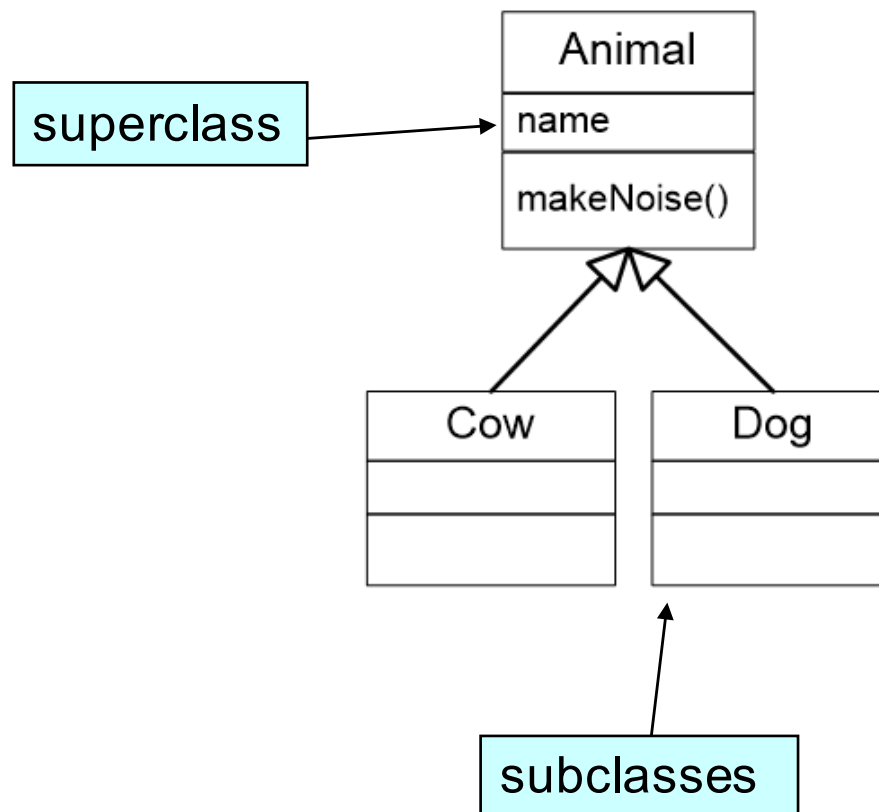 Animal
superclass
name
makeNoise()
Cow
Dog
subclasses